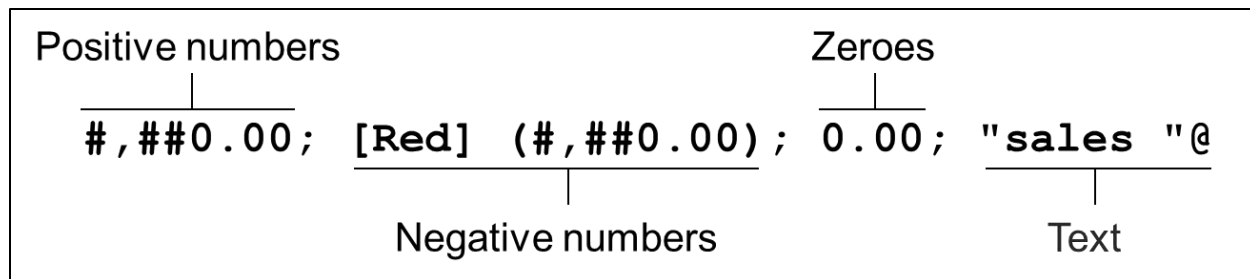 Positive numbers Zeroes
#,##0.00; [Red] (#,##0.00); 0.00; "sales "@
Negative numbers Text